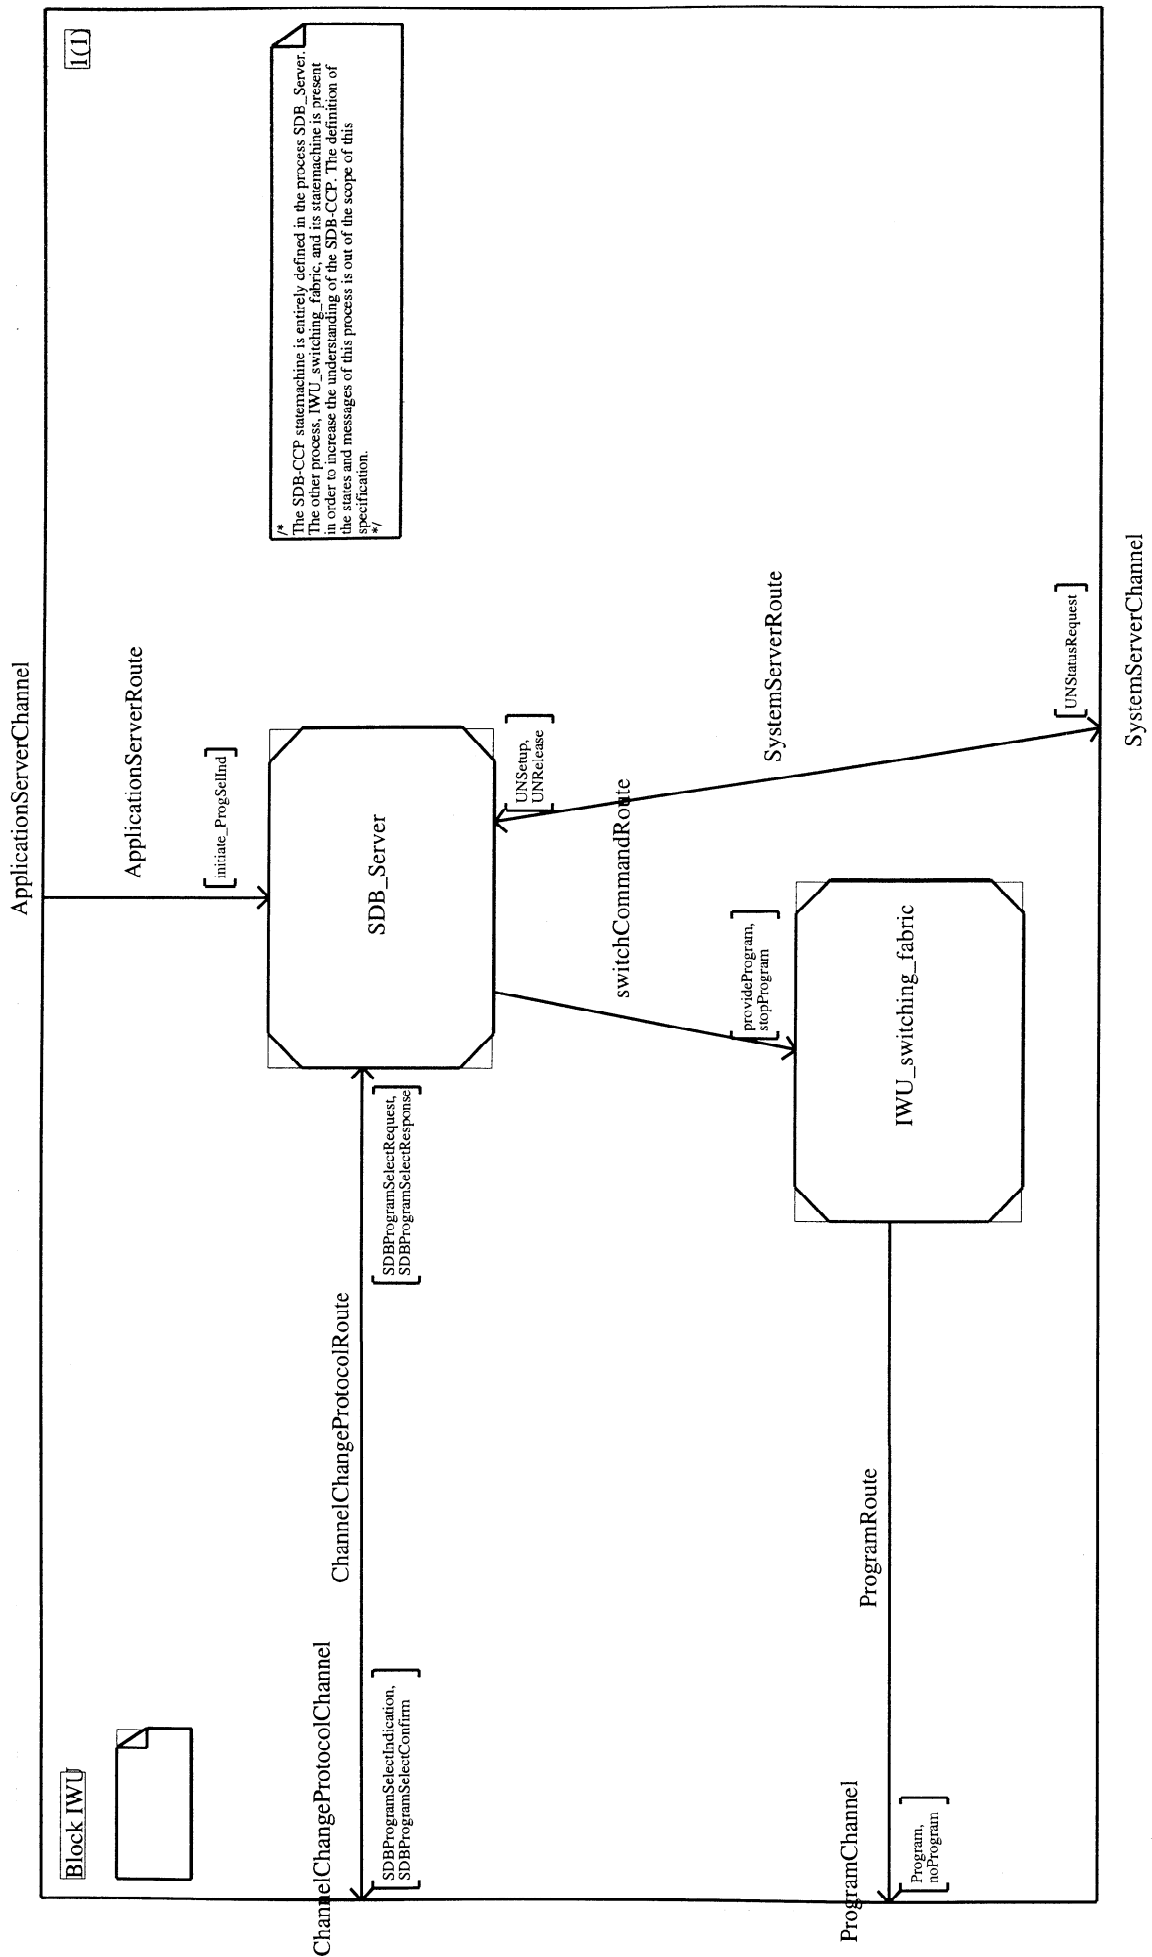 Block IWU
1(1)
ApplicationServerChannel
ApplicationServerRoute
[initiate_ProgSelInd]
/*
The SDB-CCP statemachine is entirely defined in the process SDB_Server.
The other process, IWU_switching_fabric, and its statemachine is present
in order to increase the understanding of the SDB-CCP. The definition of
the states and messages of this process is out of the scope of this
specification.
*/
ChannelChangeProtocolChannel
ChannelChangeProtocolRoute
SDB_Server
[SDBProgramSelectIndication,
SDBProgramSelectConfirm]
[SDBProgramSelectRequest,
SDBProgramSelectResponse]
[UNSetup,
UNRelease]
switchCommandRoute
SystemServerRoute
[provideProgram,
stopProgram]
ProgramChannel
ProgramRoute
IWU_switching_fabric
[Program,
noProgram]
[UNStatusRequest]
SystemServerChannel